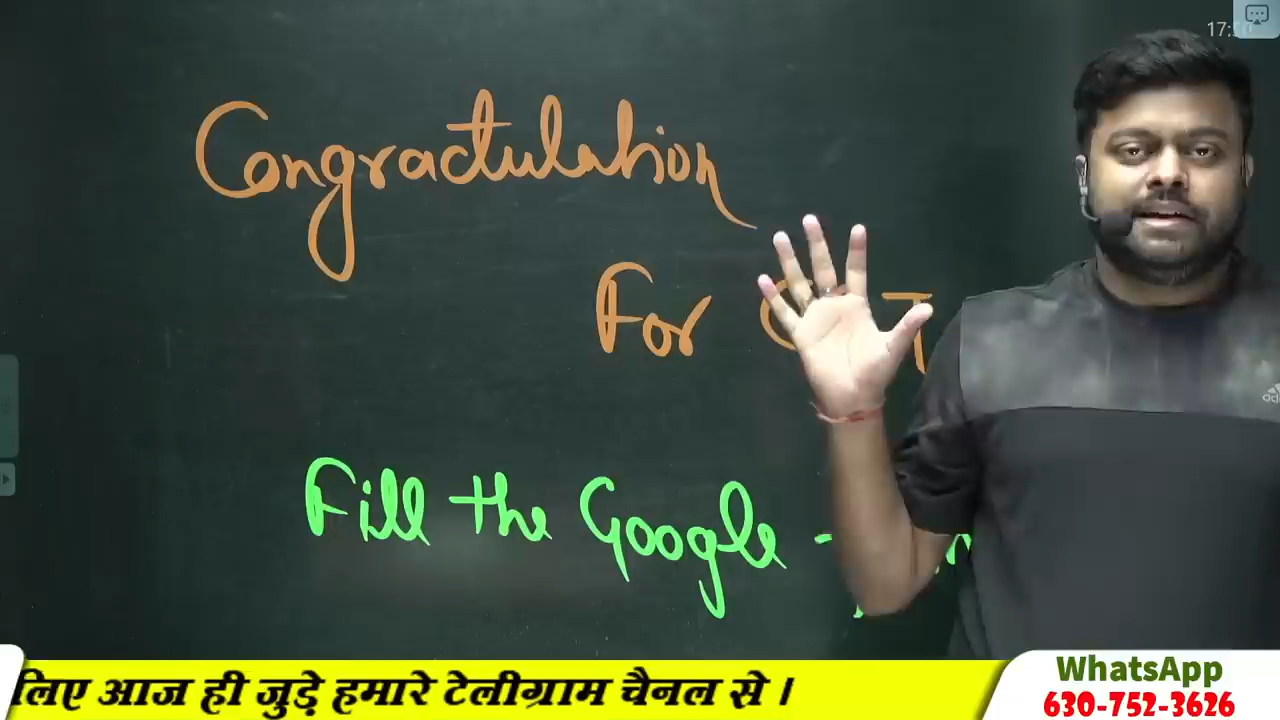 Congractulation
For
Fill the Google -
लिए आज ही जुड़े हमारे टेलीग्राम चैनल से ।
WhatsApp
630-752-3626